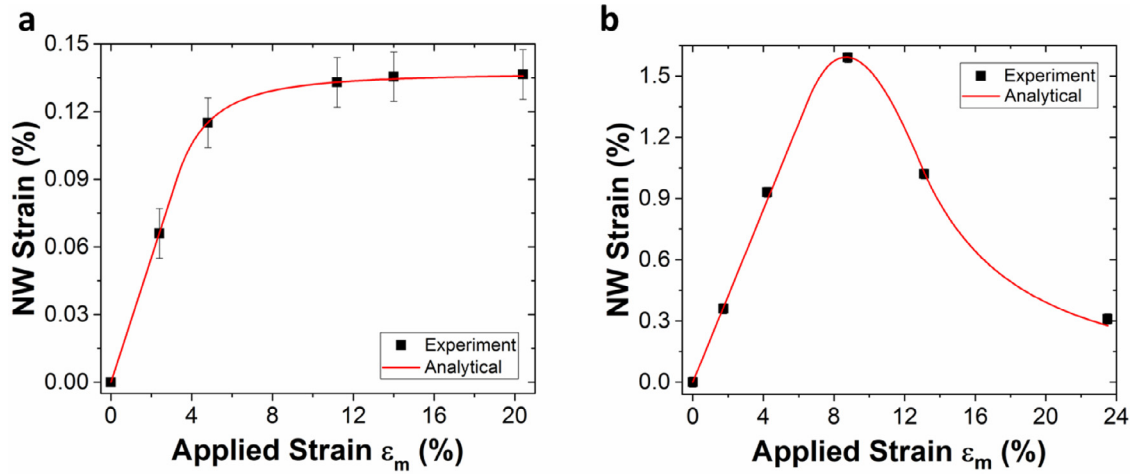 a
0.15
0.12
0.09
0.06
0.03
0.00
NW Strain (%)
Experiment
Analytical
0 4 8 12 16 20
Applied Strain εm (%)
b
1.5
1.2
0.9
0.6
0.3
0.0
NW Strain (%)
Experiment
Analytical
0 4 8 12 16 20 24
Applied Strain εm (%)